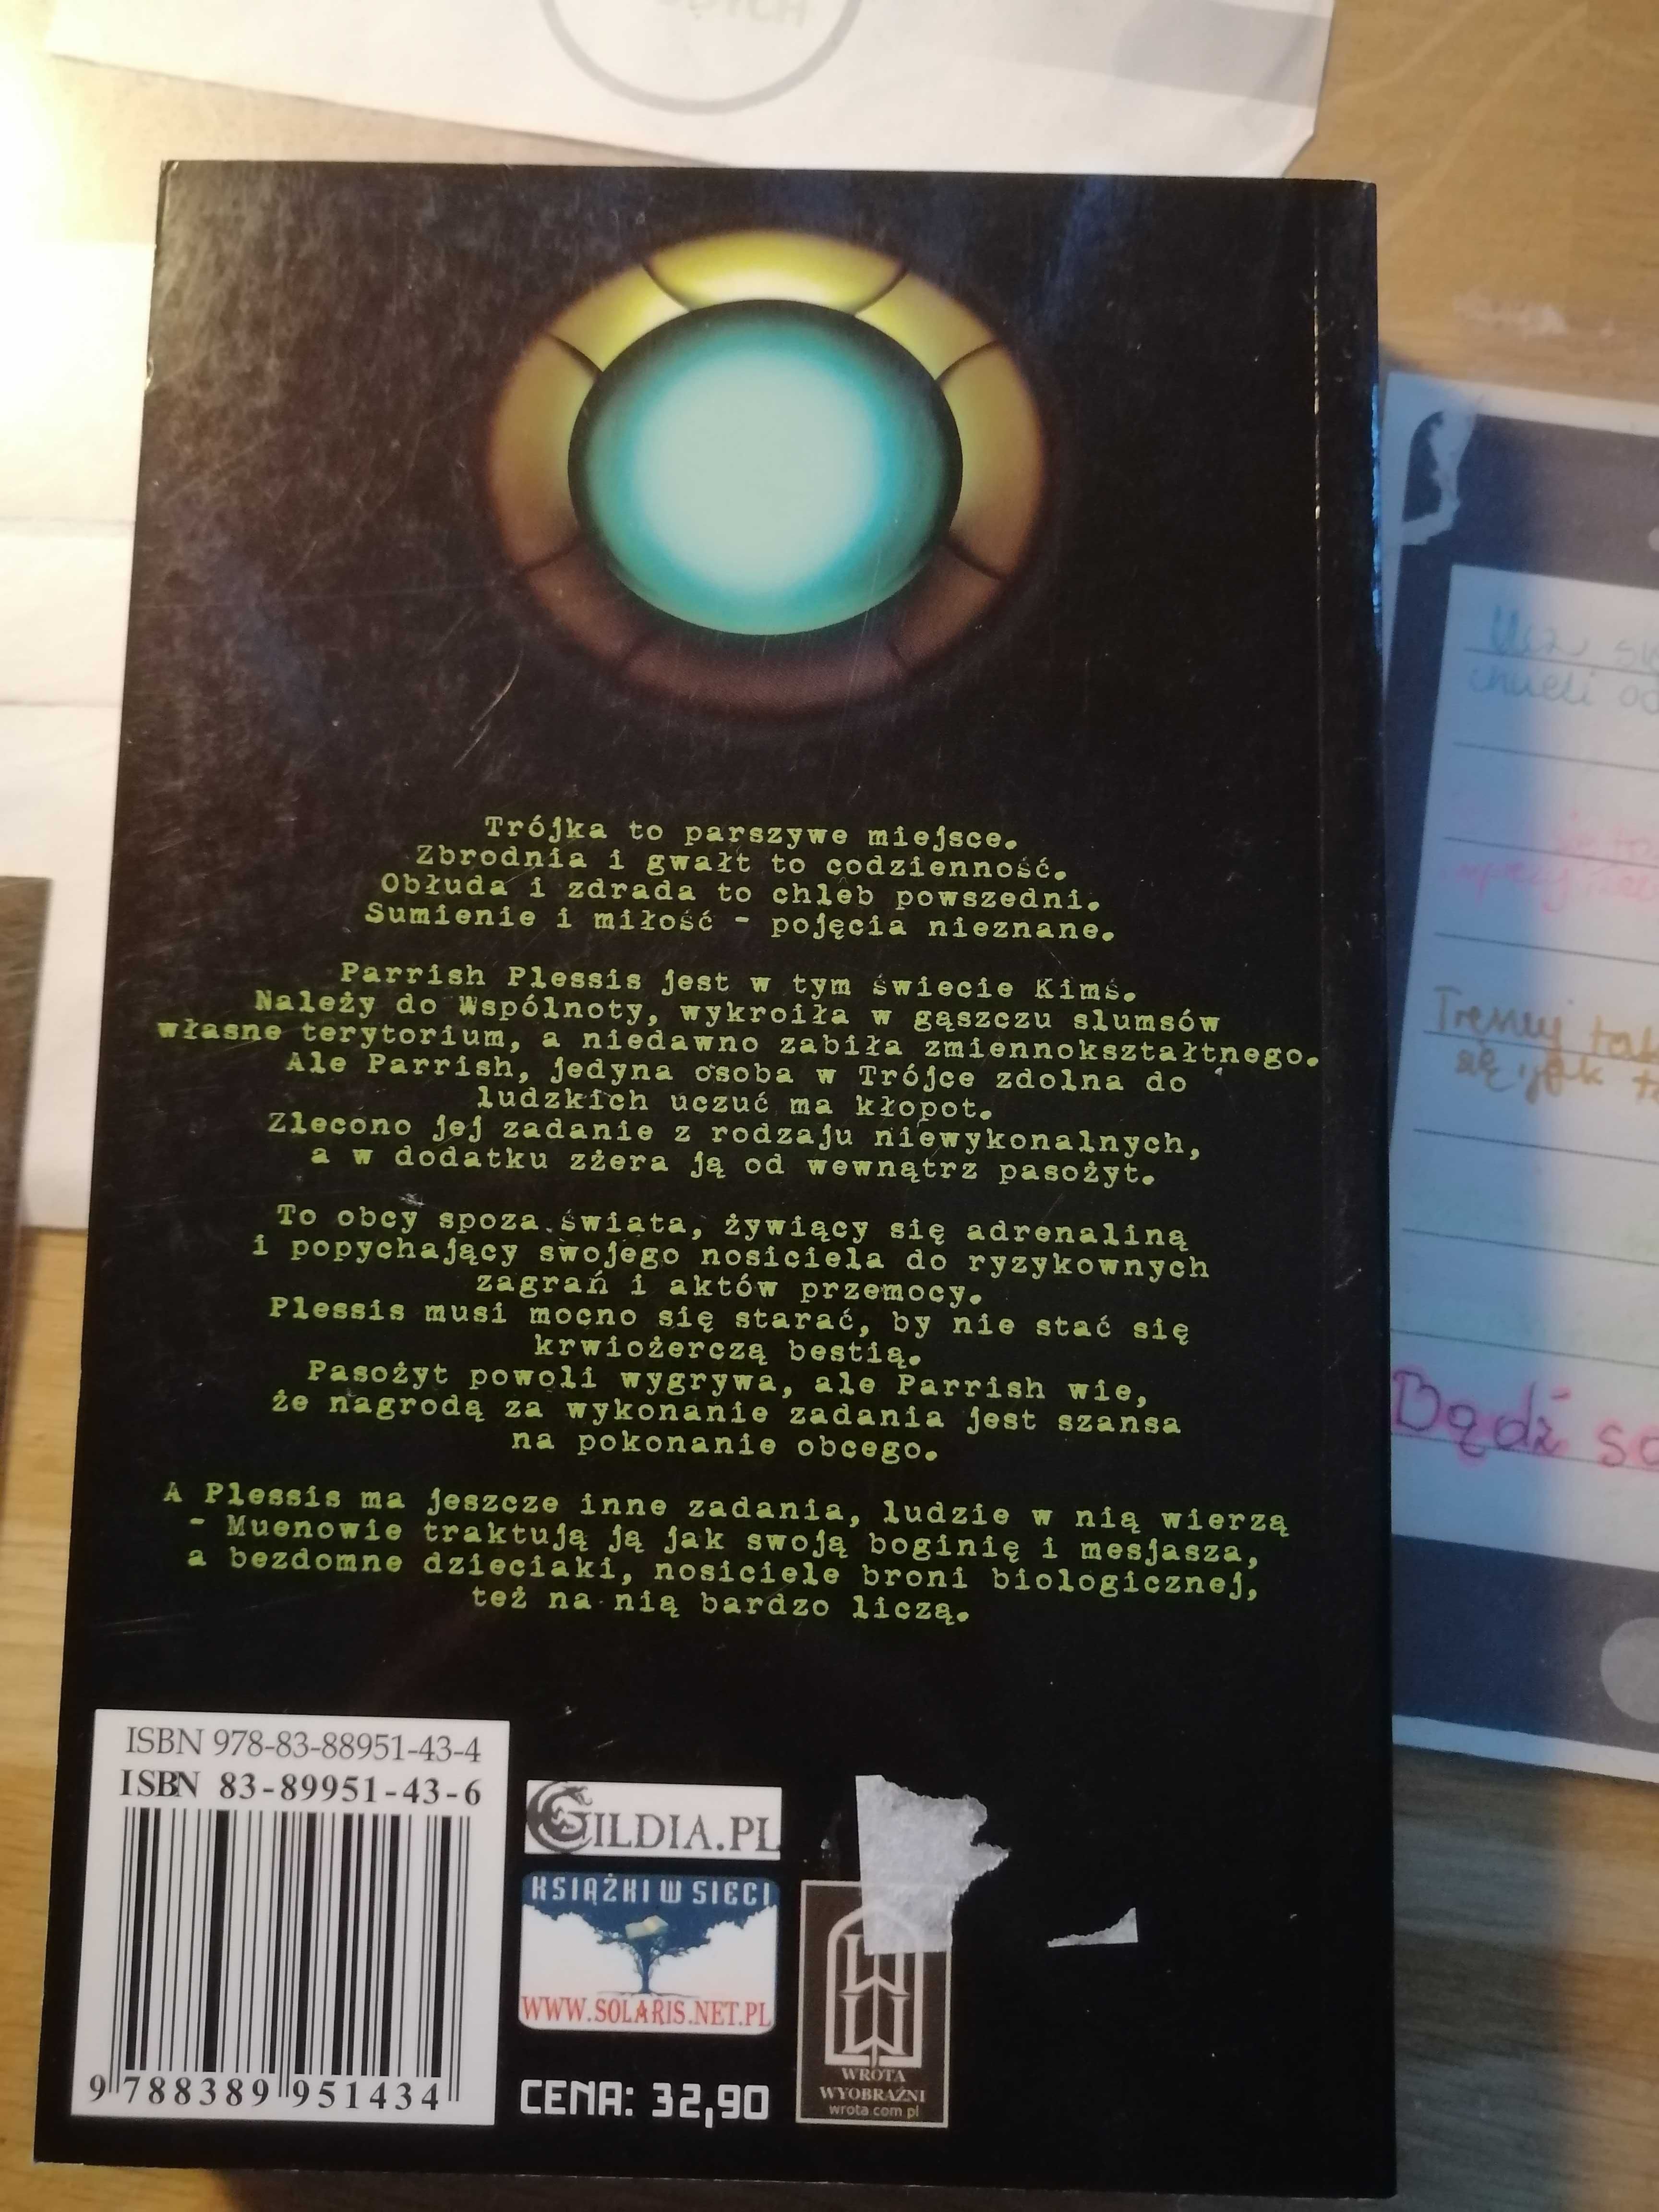 Trójka to parszywe miejsce.
Zbrodnia i gwałt to codzienność.
Obłuda i zdrada to chleb powszedni.
Sumienie i miłość - pojęcia nieznane.
Parrish Plessis jest w tym świecie Kimś.
Należy do Wspólnoty, wykroiła w gąszczu slumsów
własne terytorium, a niedawno zabiła zmiennokształtnego.
Ale Parrish, jedyna osoba w Trójce zdolna do
ludzkich uczuć ma kłopot.
Zlecono jej zadanie z rodzaju niewykonalnych,
a w dodatku zżera ją od wewnątrz pasożyt.
To obcy spoza świata, żywiący się adrenaliną
i popychający swojego nosiciela do ryzykownych
zagrań i aktów przemocy.
Plessis musi mocno się starać, by nie stać się
krwiożerczą bestią.
Pasożyt powoli wygrywa, ale Parrish wie,
że nagrodą za wykonanie zadania jest szansa
na pokonanie obcego.
A Plessis ma jeszcze inne zadania, ludzie w nią wierzą
- Muenowie traktują ją jak swoją boginię i mesjasza,
a bezdomne dzieciaki, nosiciele broni biologicznej,
też na nią bardzo liczą.
ISBN 978-83-88951-43-4
ISBN 83-89951-43-6
9 788389 951434
GILDIA.PL
KSIĄŻKI W SIECI
WWW.SOLARIS.NET.PL
CENA: 32,90
WROTA
WYOBRAŹNI
wrota.com.pl
chcieli
Trenuj tak
się jak
Bądź